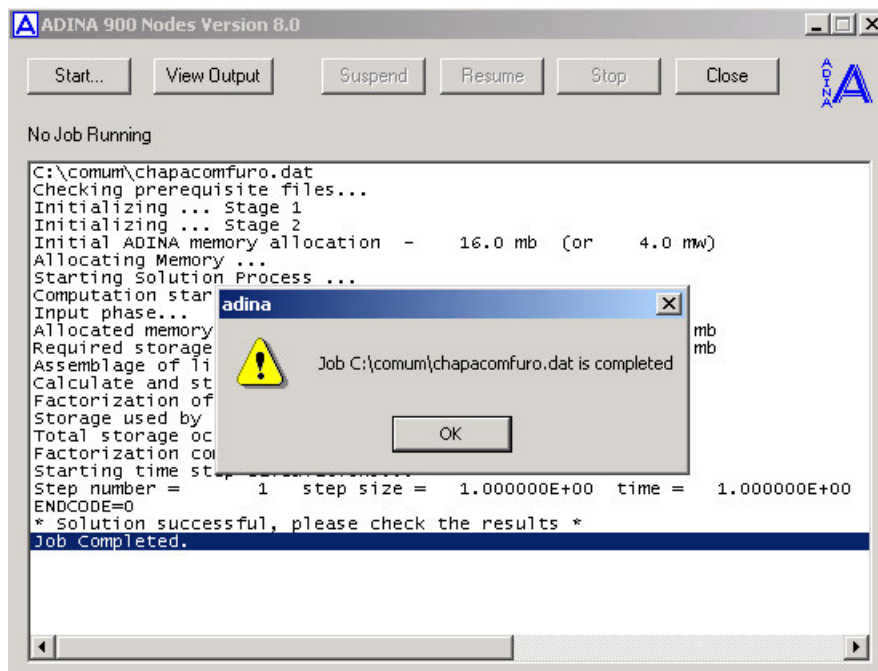 ADINA 900 Nodes Version 8.0
Start... View Output Suspend Resume Stop Close
ADINA A
No Job Running
C:\comum\chapacomfuro.dat
Checking prerequisite files...
Initializing ... Stage 1
Initializing ... Stage 2
Initial ADINA memory allocation - 16.0 mb (or 4.0 mw)
Allocating Memory ...
Starting Solution Process ...
Computation star
Input phase...
Allocated memory mb
Required storage mb
Assemblage of li
Calculate and st
Factorization of
Storage used by
Total storage oc
Factorization co
Starting time step calculations...
Step number = 1 step size = 1.000000E+00 time = 1.000000E+00
ENDCODE=0
* Solution successful, please check the results *
Job Completed.
adina
Job C:\comum\chapacomfuro.dat is completed
OK